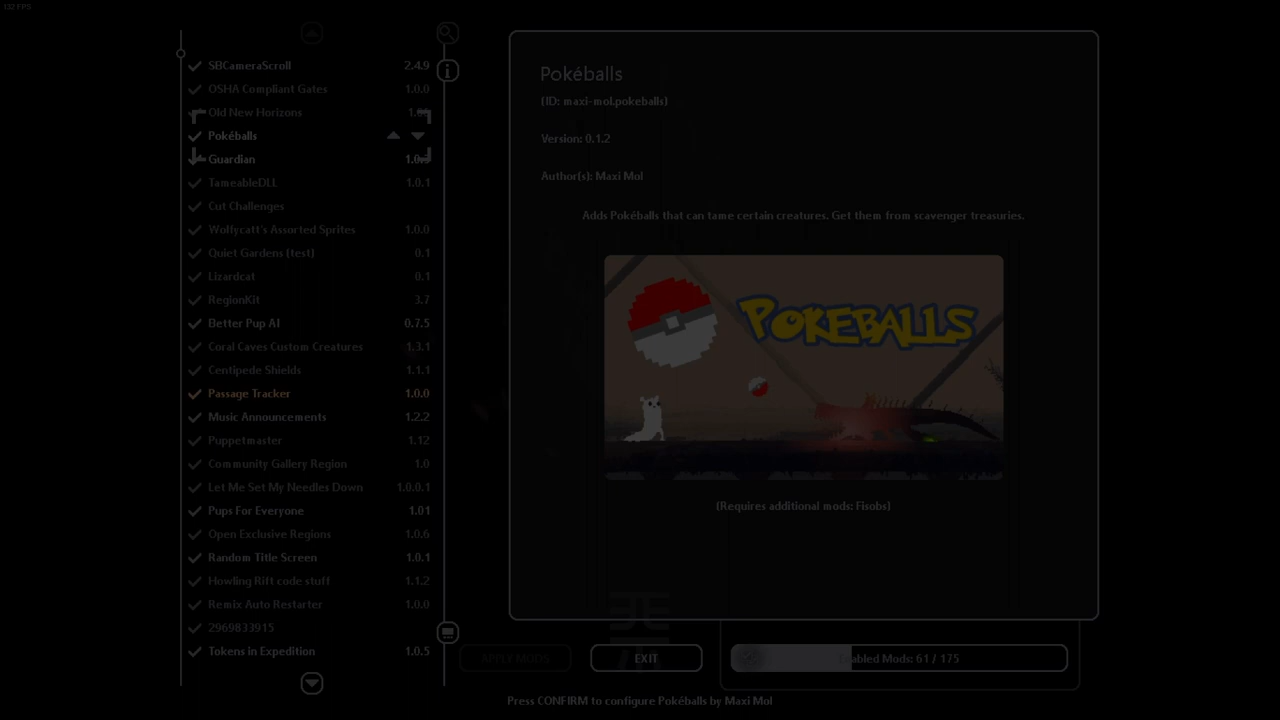 SBCameraScroll 2.4.9
OSHA Compliant Gates 1.0.0
Old New Horizons
Pokéballs
Guardian
TameableDLL 1.0.1
Cut Challenges
Wolfycatt's Assorted Sprites 1.0.0
Quiet Gardens (test) 0.1
Lizardcat 0.1
RegionKit 3.7
Better Pup AI 0.7.5
Coral Caves Custom Creatures 1.3.1
Centipede Shields 1.1.1
Passage Tracker 1.0.0
Music Announcements 1.2.2
Puppetmaster 1.12
Community Gallery Region 1.0
Let Me Set My Needles Down 1.0.0.1
Pups For Everyone 1.01
Open Exclusive Regions 1.0.6
Random Title Screen 1.0.1
Howling Rift code stuff 1.1.2
Remix Auto Restarter 1.0.0
2969833915
Tokens in Expedition 1.0.5
Pokéballs
(ID: maxi-mol.pokeballs)
Version: 0.1.2
Author(s): Maxi Mol
Adds Pokéballs that can tame certain creatures. Get them from scavenger treasuries.
POKEBALLS
(Requires additional mods: Fisobs)
APPLY MODS
EXIT
Enabled Mods: 61 / 175
Press CONFIRM to configure Pokéballs by Maxi Mol